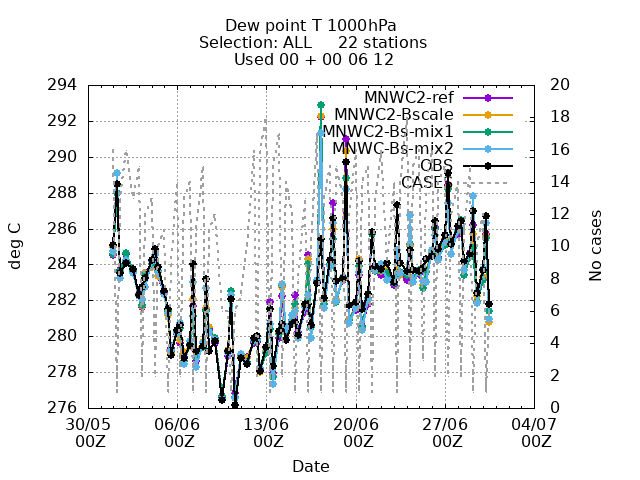 Dew point T 1000hPa
Selection: ALL 22 stations
Used 00 + 00 06 12
294
292
290
288
286
284
282
280
278
276
deg C
20
18
16
14
12
10
8
6
4
2
0
No cases
MNWC2-ref
MNWC2-Bscale
MNWC2-Bs-mix1
MNWC-Bs-mix2
OBS
CASES
30/05 06/06 13/06 20/06 27/06 04/07
00Z 00Z 00Z 00Z 00Z 00Z
Date